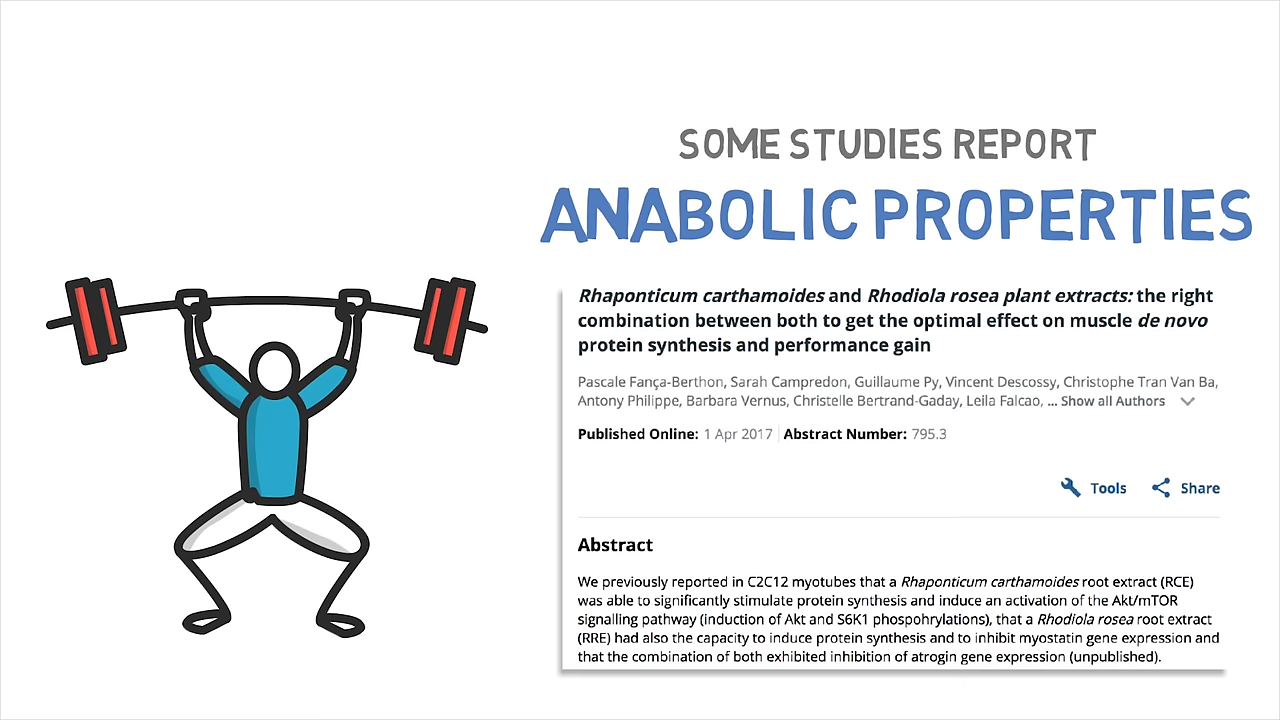 SOME STUDIES REPORT
ANABOLIC PROPERTIES
Rhaponticum carthamoides and Rhodiola rosea plant extracts: the right
combination between both to get the optimal effect on muscle de novo
protein synthesis and performance gain
Pascale Fança-Berthon, Sarah Campredon, Guillaume Py, Vincent Descossy, Christophe Tran Van Ba,
Antony Philippe, Barbara Vernus, Christelle Bertrand-Gaday, Leila Falcao, ... Show all Authors
Published Online: 1 Apr 2017 Abstract Number: 795.3
Tools Share
Abstract
We previously reported in C2C12 myotubes that a Rhaponticum carthamoides root extract (RCE)
was able to significantly stimulate protein synthesis and induce an activation of the Akt/mTOR
signalling pathway (induction of Akt and S6K1 phospohrylations), that a Rhodiola rosea root extract
(RRE) had also the capacity to induce protein synthesis and to inhibit myostatin gene expression and
that the combination of both exhibited inhibition of atrogin gene expression (unpublished).